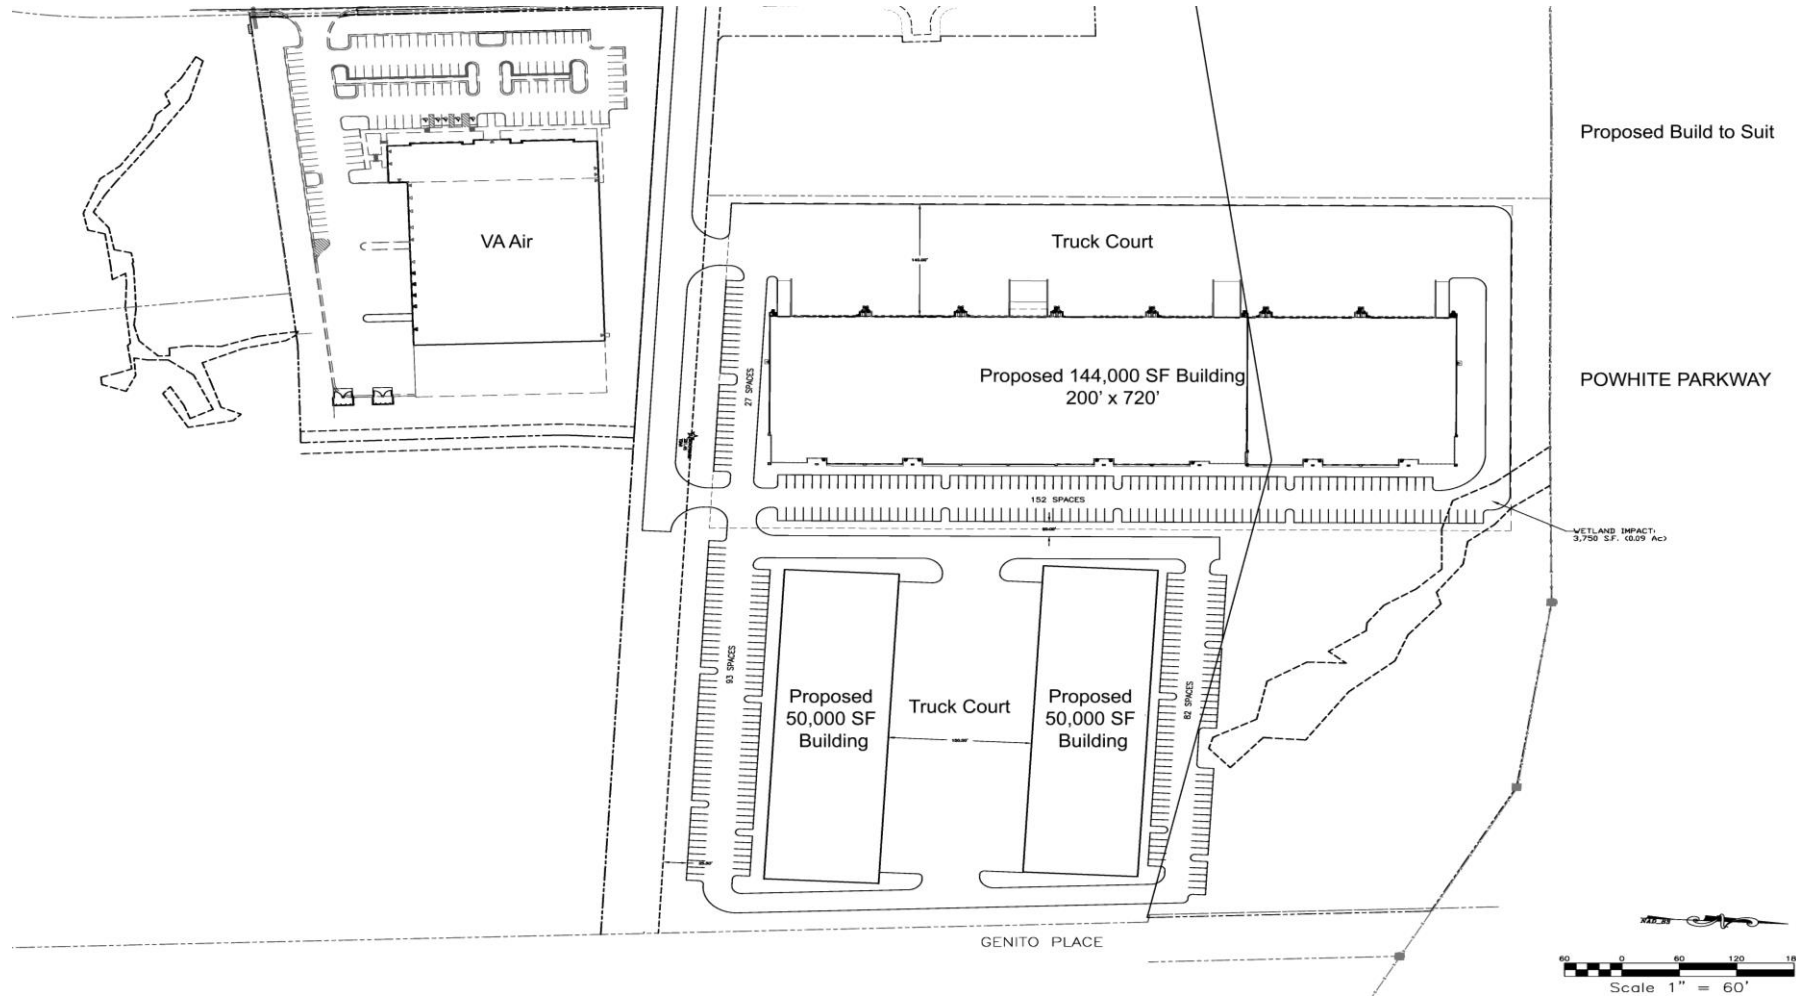 Proposed Build to Suit
VA Air
Truck Court
27 SPACES
Proposed 144,000 SF Building
200' x 720'
POWHITE PARKWAY
152 SPACES
WETLAND IMPACT:
3,750 S.F. (0.09 Ac)
93 SPACES
Proposed
50,000 SF
Building
Truck Court
Proposed
50,000 SF
Building
82 SPACES
GENITO PLACE
NAD_83
60 0 60 120 18
Scale 1" = 60'